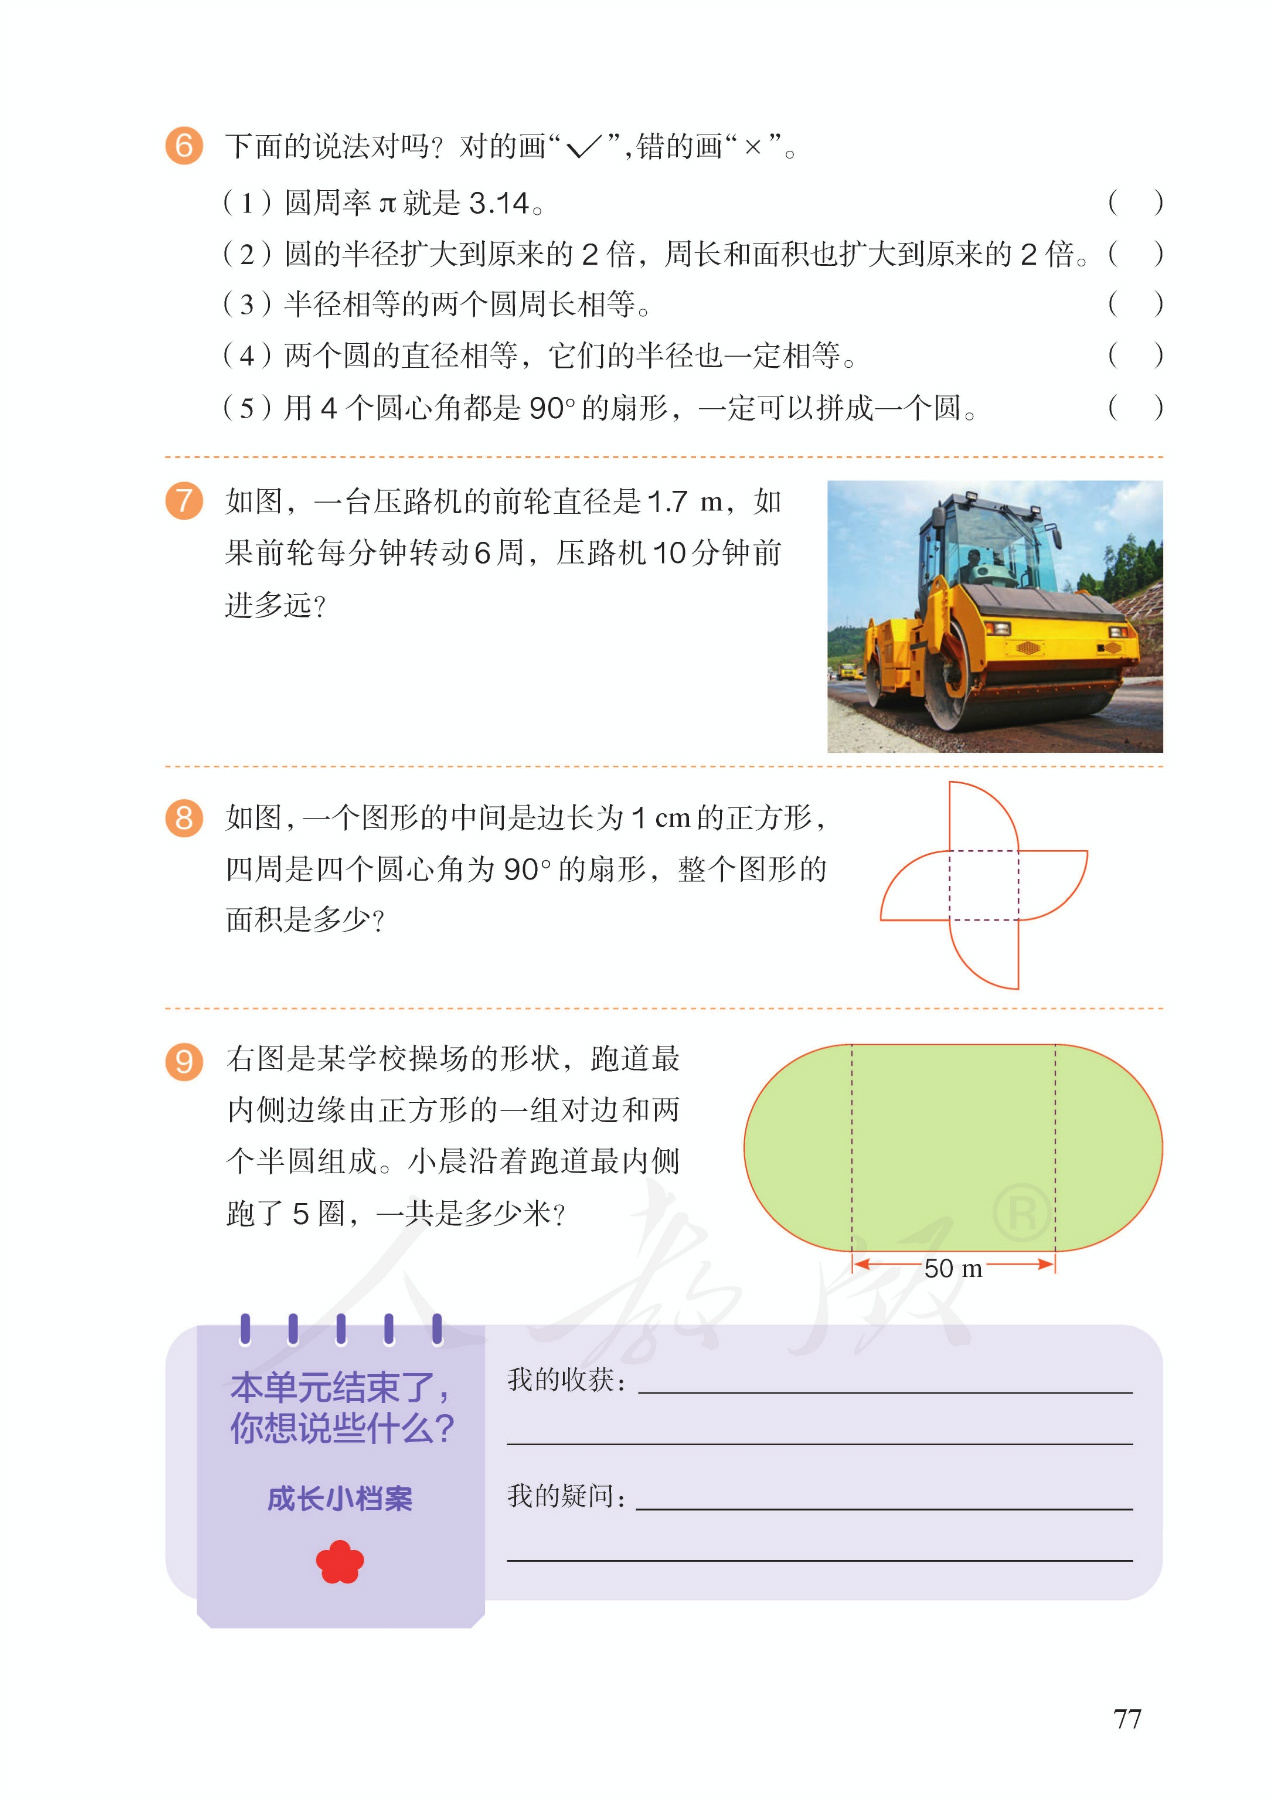 6 下面的说法对吗？对的画“✓”,错的画“×”。
（1）圆周率 π 就是 3.14。 （ ）
（2）圆的半径扩大到原来的 2 倍，周长和面积也扩大到原来的 2 倍。（ ）
（3）半径相等的两个圆周长相等。 （ ）
（4）两个圆的直径相等，它们的半径也一定相等。 （ ）
（5）用 4 个圆心角都是 90° 的扇形，一定可以拼成一个圆。 （ ）
7 如图，一台压路机的前轮直径是1.7 m，如
果前轮每分钟转动6周，压路机10分钟前
进多远？
8 如图，一个图形的中间是边长为 1 cm的正方形，
四周是四个圆心角为 90° 的扇形，整个图形的
面积是多少？
9 右图是某学校操场的形状，跑道最
内侧边缘由正方形的一组对边和两
个半圆组成。小晨沿着跑道最内侧
跑了 5 圈，一共是多少米？
50 m
人教版®
本单元结束了，
你想说些什么？
成长小档案
我的收获：
我的疑问：
77